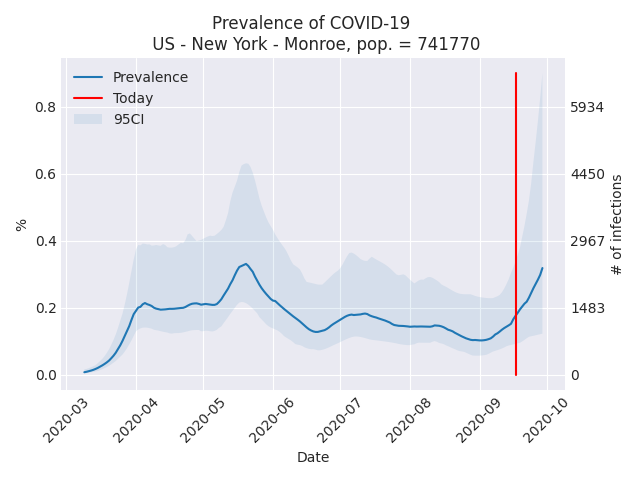 Prevalence of COVID-19
US - New York - Monroe, pop. = 741770
Prevalence
Today
95CI
0.8
0.6
0.4
0.2
0.0
%
5934
4450
2967
1483
0
# of infections
2020-03
2020-04
2020-05
2020-06
2020-07
2020-08
2020-09
2020-10
Date